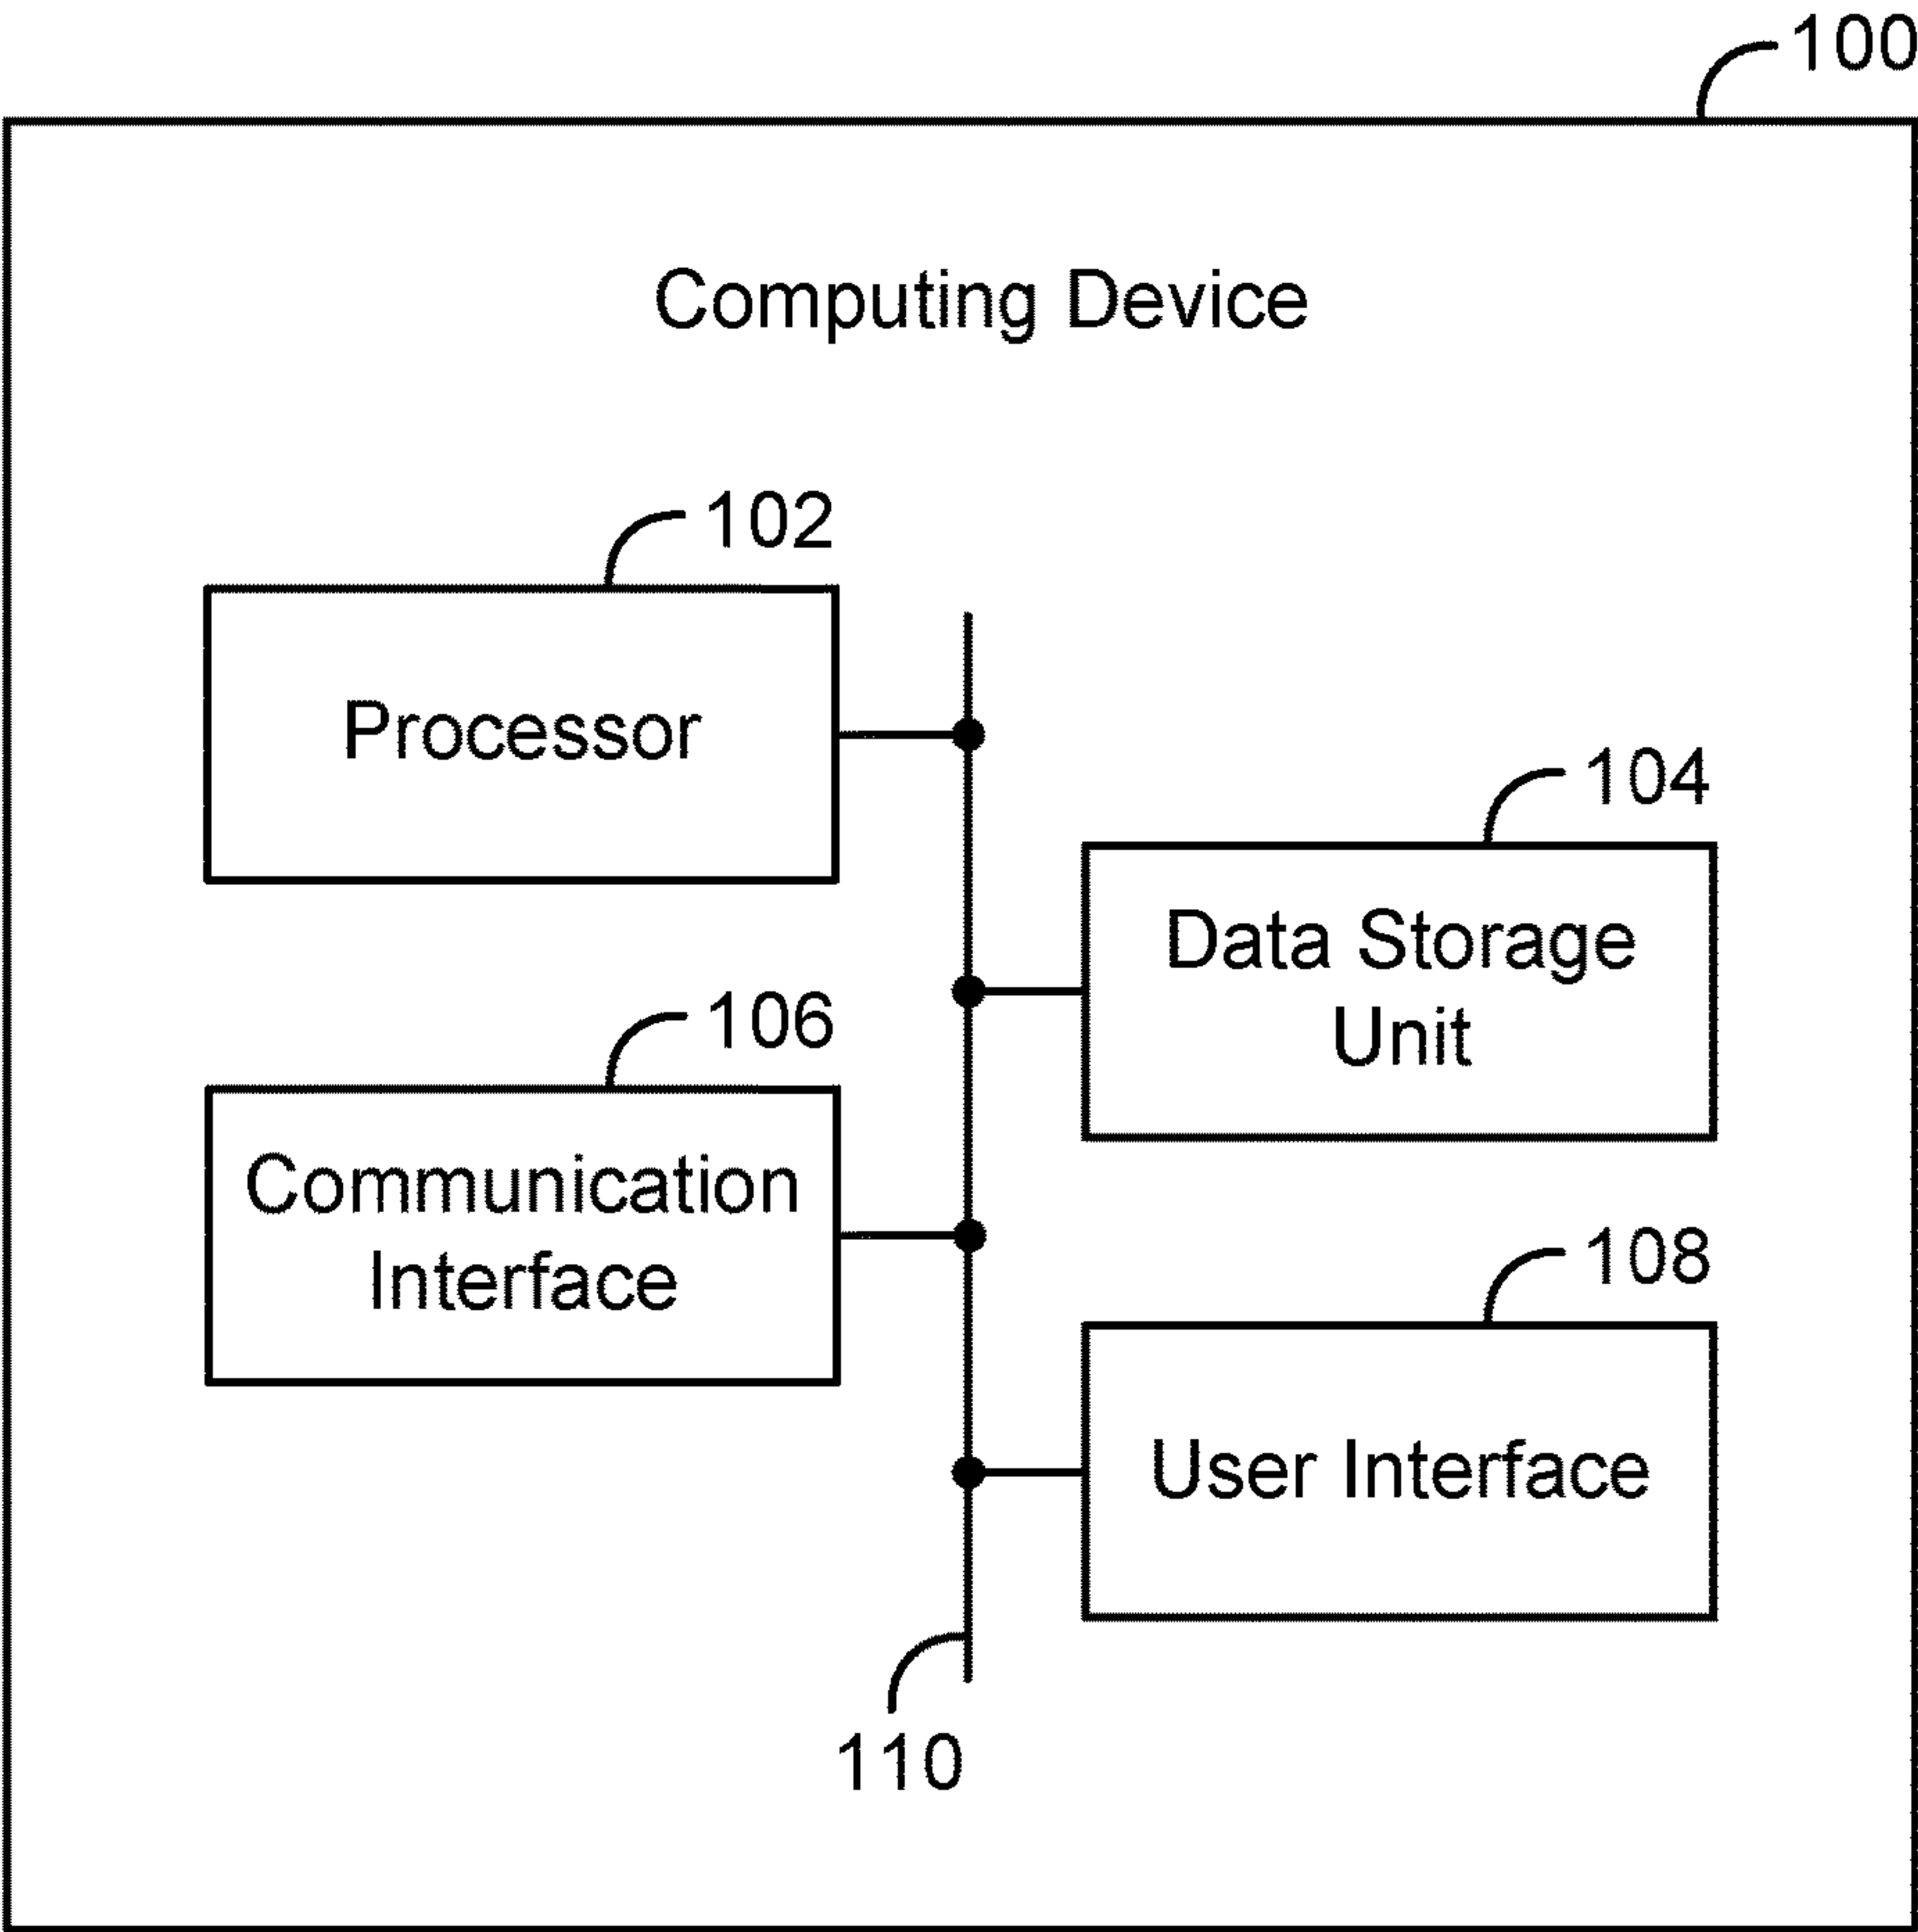 100
Computing Device
102
Processor
104
Data Storage
Unit
106
Communication
Interface
108
User Interface
110